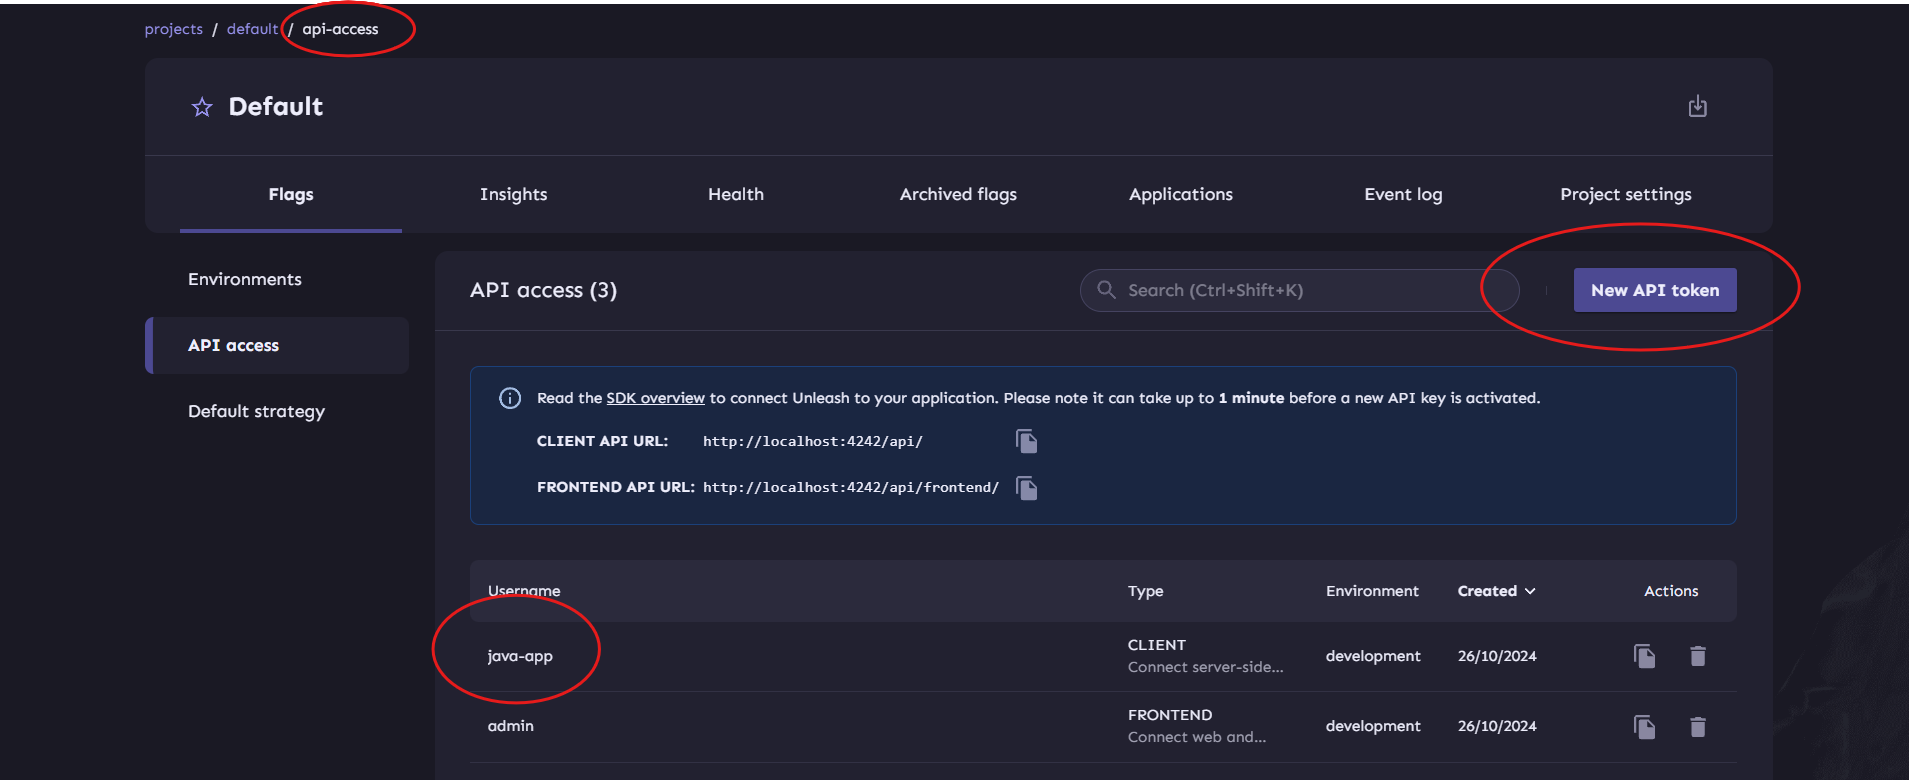 projects / default / api-access
Default
Flags Insights Health Archived flags Applications Event log Project settings
Environments
API access
Default strategy
API access (3)
Search (Ctrl+Shift+K)
New API token
Read the SDK overview to connect Unleash to your application. Please note it can take up to 1 minute before a new API key is activated.
CLIENT API URL: http://localhost:4242/api/
FRONTEND API URL: http://localhost:4242/api/frontend/
Username Type Environment Created Actions
java-app CLIENT development 26/10/2024
Connect server-side...
admin FRONTEND development 26/10/2024
Connect web and...